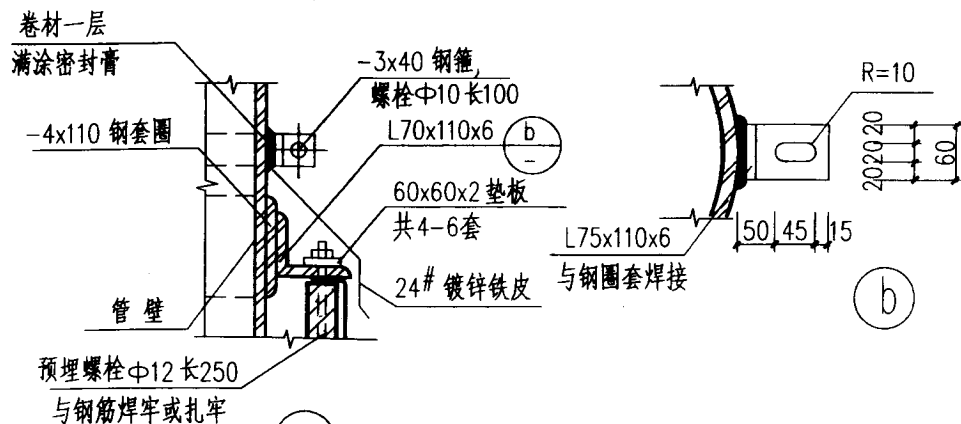 卷材一层
满涂密封膏
-3x40 钢箍,
螺栓Φ10 长100
-4x110 钢套圈
L70x110x6
b
-
60x60x2 垫板
共4-6套
24# 镀锌铁皮
管 壁
预埋螺栓Φ12 长250
与钢筋焊牢或扎牢
R=10
20
20
20
60
50
45
15
L75x110x6
与钢圈套焊接
b